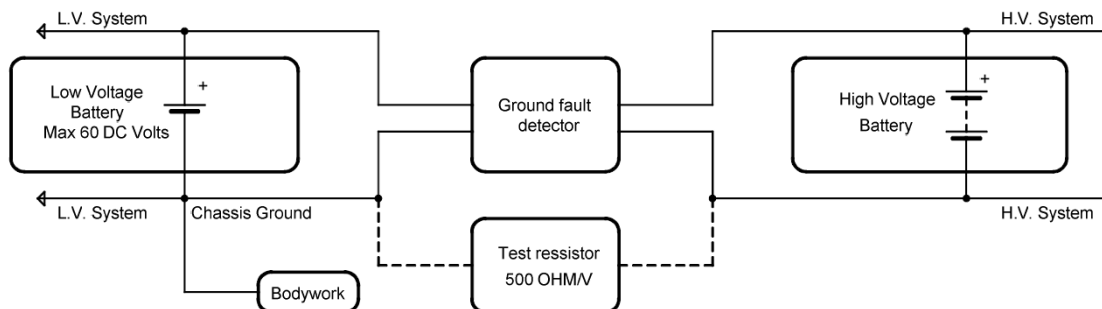 L.V. System
H.V. System
Low Voltage
Battery
Max 60 DC Volts
+
Ground fault
detector
High Voltage
Battery
+
L.V. System
Chassis Ground
H.V. System
Test ressistor
500 OHM/V
Bodywork